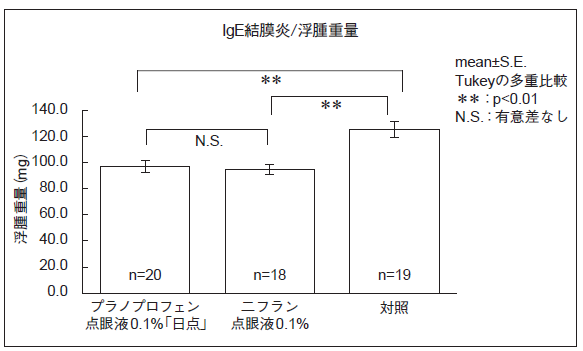 IgE結膜炎/浮腫重量
mean±S.E.
Tukeyの多重比較
＊＊：p<0.01
N.S.：有意差なし
＊＊
＊＊
N.S.
浮腫重量(mg)
140.0
120.0
100.0
80.0
60.0
40.0
20.0
0.0
n=20
n=18
n=19
プラノプロフェン
点眼液0.1%「日点」
ニフラン
点眼液0.1%
対照